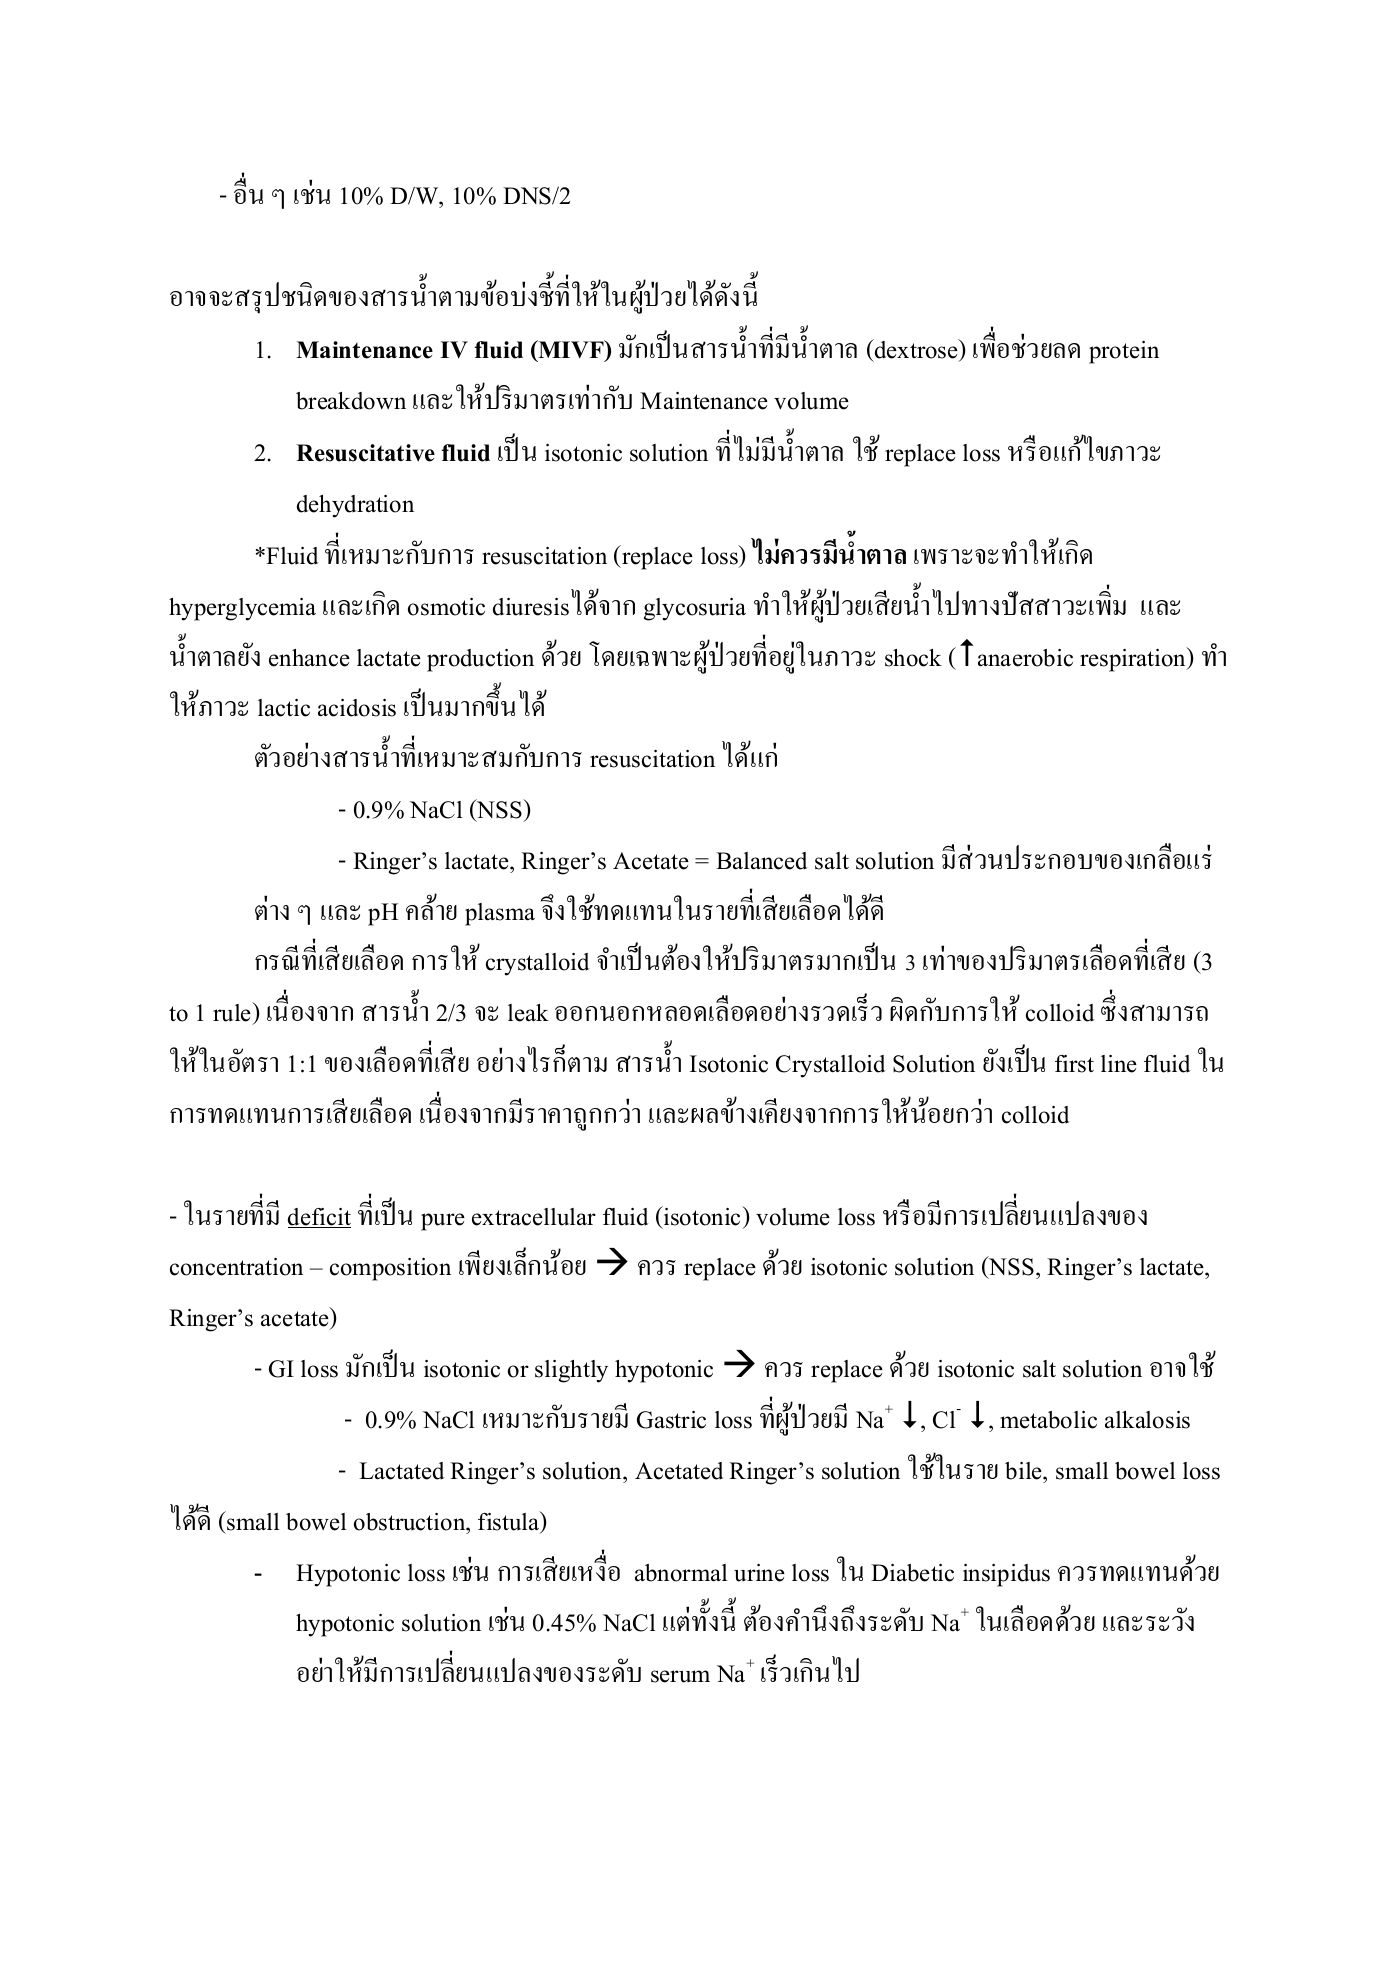 - อื่น ๆ เช่น 10% D/W, 10% DNS/2
อาจจะสรุปชนิดของสารน้ำตามข้อบ่งชี้ที่ให้ในผู้ป่วยได้ดังนี้
1. Maintenance IV fluid (MIVF) มักเป็นสารน้ำที่มีน้ำตาล (dextrose) เพื่อช่วยลด protein
breakdown และให้ปริมาตรเท่ากับ Maintenance volume
2. Resuscitative fluid เป็น isotonic solution ที่ไม่มีน้ำตาล ใช้ replace loss หรือแก้ไขภาวะ
dehydration
*Fluid ที่เหมาะกับการ resuscitation (replace loss) ไม่ควรมีน้ำตาล เพราะจะทำให้เกิด
hyperglycemia และเกิด osmotic diuresisได้จาก glycosuria ทำให้ผู้ป่วยเสียน้ำไปทางปัสสาวะเพิ่ม และ
น้ำตาลยัง enhance lactate production ด้วย โดยเฉพาะผู้ป่วยที่อยู่ในภาวะ shock (↑anaerobic respiration) ทำ
ให้ภาวะ lactic acidosis เป็นมากขึ้นได้
ตัวอย่างสารน้ำที่เหมาะสมกับการ resuscitation ได้แก่
- 0.9% NaCl (NSS)
- Ringer’s lactate, Ringer’s Acetate = Balanced salt solution มีส่วนประกอบของเกลือแร่
ต่าง ๆ และ pH คล้าย plasma จึงใช้ทดแทนในรายที่เสียเลือดได้ดี
กรณีที่เสียเลือด การให้ crystalloid จำเป็นต้องให้ปริมาตรมากเป็น 3 เท่าของปริมาตรเลือดที่เสีย (3
to 1 rule) เนื่องจาก สารน้ำ 2/3 จะ leak ออกนอกหลอดเลือดอย่างรวดเร็ว ผิดกับการให้ colloid ซึ่งสามารถ
ให้ในอัตรา 1:1 ของเลือดที่เสีย อย่างไรก็ตาม สารน้ำ Isotonic Crystalloid Solution ยังเป็น first line fluid ใน
การทดแทนการเสียเลือด เนื่องจากมีราคาถูกกว่า และผลข้างเคียงจากการให้น้อยกว่า colloid
- ในรายที่มี deficit ที่เป็น pure extracellular fluid (isotonic) volume loss หรือมีการเปลี่ยนแปลงของ
concentration – composition เพียงเล็กน้อย → ควร replace ด้วย isotonic solution (NSS, Ringer’s lactate,
Ringer’s acetate)
- GI loss มักเป็น isotonic or slightly hypotonic → ควร replace ด้วย isotonic salt solution อาจใช้
- 0.9% NaCl เหมาะกับรายมี Gastric loss ที่ผู้ป่วยมี Na⁺ ↓, Cl⁻ ↓, metabolic alkalosis
- Lactated Ringer’s solution, Acetated Ringer’s solution ใช้ในราย bile, small bowel loss
ได้ดี (small bowel obstruction, fistula)
- Hypotonic loss เช่น การเสียเหงื่อ abnormal urine loss ใน Diabetic insipidus ควรทดแทนด้วย
hypotonic solution เช่น 0.45% NaCl แต่ทั้งนี้ ต้องคำนึงถึงระดับ Na⁺ ในเลือดด้วย และระวัง
อย่าให้มีการเปลี่ยนแปลงของระดับ serum Na⁺ เร็วเกินไป